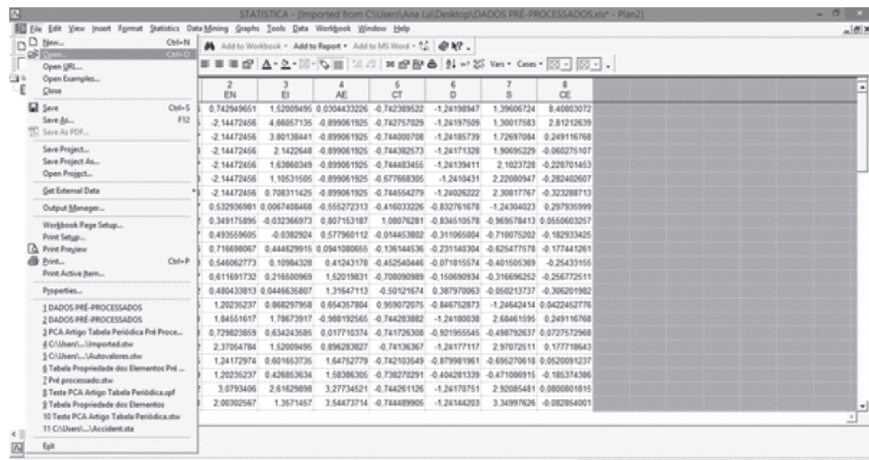 STATISTICA - [Imported from C:\Users\Ana Lu\Desktop\DADOS PRÉ-PROCESSADOS.xls* - Plan2]
File Edit View Insert Format Statistics Data Mining Graphs Tools Data Workbook Window Help
New... Ctrl+N
Add to Workbook Add to Report Add to MS Word
Open... Ctrl+O
Vars Cases
Open URL...
Open Examples...
Close
Save Ctrl+S
Save As... F12
Save As PDF...
Save Project...
Save Project As...
Open Project...
Get External Data
Output Manager...
Workbook Page Setup...
Print Setup...
Print Preview
Print... Ctrl+P
Print Active Item...
Properties...
1 DADOS PRÉ-PROCESSADOS
2 DADOS PRÉ-PROCESSADOS
3 PCA Artigo Tabela Periódica Pré Proce...
4 C:\Users\...\Imported.stw
5 C:\Users\...\Autovalores.stw
6 Tabela Propriedade dos Elementos Pré ...
7 Pré processado.stw
8 Teste PCA Artigo Tabela Periódica.spf
9 Tabela Propriedade dos Elementos
10 Teste PCA Artigo Tabela Periódica.stw
11 C:\Users\...\Accident.sta
Exit
2 3 4 5 6 7 8
EN EI AE CT D S CE
0,742949651 1,52009495 0,0304433226 -0,742389522 -1,24198947 1,39606724 8,40803072
-2,14472456 4,66057135 -0,899061925 -0,742757029 -1,24197509 1,30017583 2,81212639
-2,14472456 3,80138441 -0,899061925 -0,744000708 -1,24185739 1,72697084 0,249116768
-2,14472456 2,1422648 -0,899061925 -0,744382573 -1,24171328 1,90695229 -0,060275107
-2,14472456 1,63860349 -0,899061925 -0,744483455 -1,24139411 2,1023728 -0,228701453
-2,14472456 1,10531505 -0,899061925 -0,677668305 -1,2410431 2,22080947 -0,282402607
-2,14472456 0,708311425 -0,899061925 -0,744554279 -1,24026222 2,30817767 -0,323288713
0,532936981 0,0067408468 -0,555272313 -0,416033226 -0,832761678 -1,24304023 0,297935999
0,349175895 -0,032366973 0,807153187 1,08076281 -0,834510578 -0,969578413 0,0550603257
0,493559605 -0,0382924 0,577960112 -0,014453802 -0,311065004 -0,710075202 -0,182933425
0,716698067 0,444629915 0,0941080655 -0,136144536 -0,231140304 -0,625477578 -0,177441261
0,546062773 0,10984328 0,41243178 -0,452540446 -0,071815574 -0,401505369 -0,25433155
0,611691732 0,216500969 1,52019831 -0,708090989 -0,150690934 -0,316696252 -0,256772511
0,480433813 0,0446635807 1,31647113 -0,50121674 0,387970063 -0,050213737 -0,306201982
1,20235237 0,868297958 0,654357804 0,959072075 -0,846752873 -1,24642414 0,0422452776
1,84551617 1,78673917 -0,988192565 -0,744283882 -1,24180038 2,68461595 0,249116768
0,729823859 0,634243585 0,017710374 -0,741726308 -0,921955545 -0,498792637 0,0727572968
2,37054784 1,52009495 0,896283827 -0,74136367 -1,24177117 2,97072511 0,177718643
1,24172974 0,601653735 1,64752779 -0,742103549 -0,879981961 -0,695270618 0,0520091237
1,20235237 0,426853634 1,58386305 -0,738270291 -0,404281339 -0,471086915 -0,185374386
3,0793406 2,61629898 3,27734521 -0,744261126 -1,24170751 2,92085481 0,0800801815
2,00302567 1,3571457 3,54473714 -0,744489905 -1,24144203 3,34997626 -0,082854001